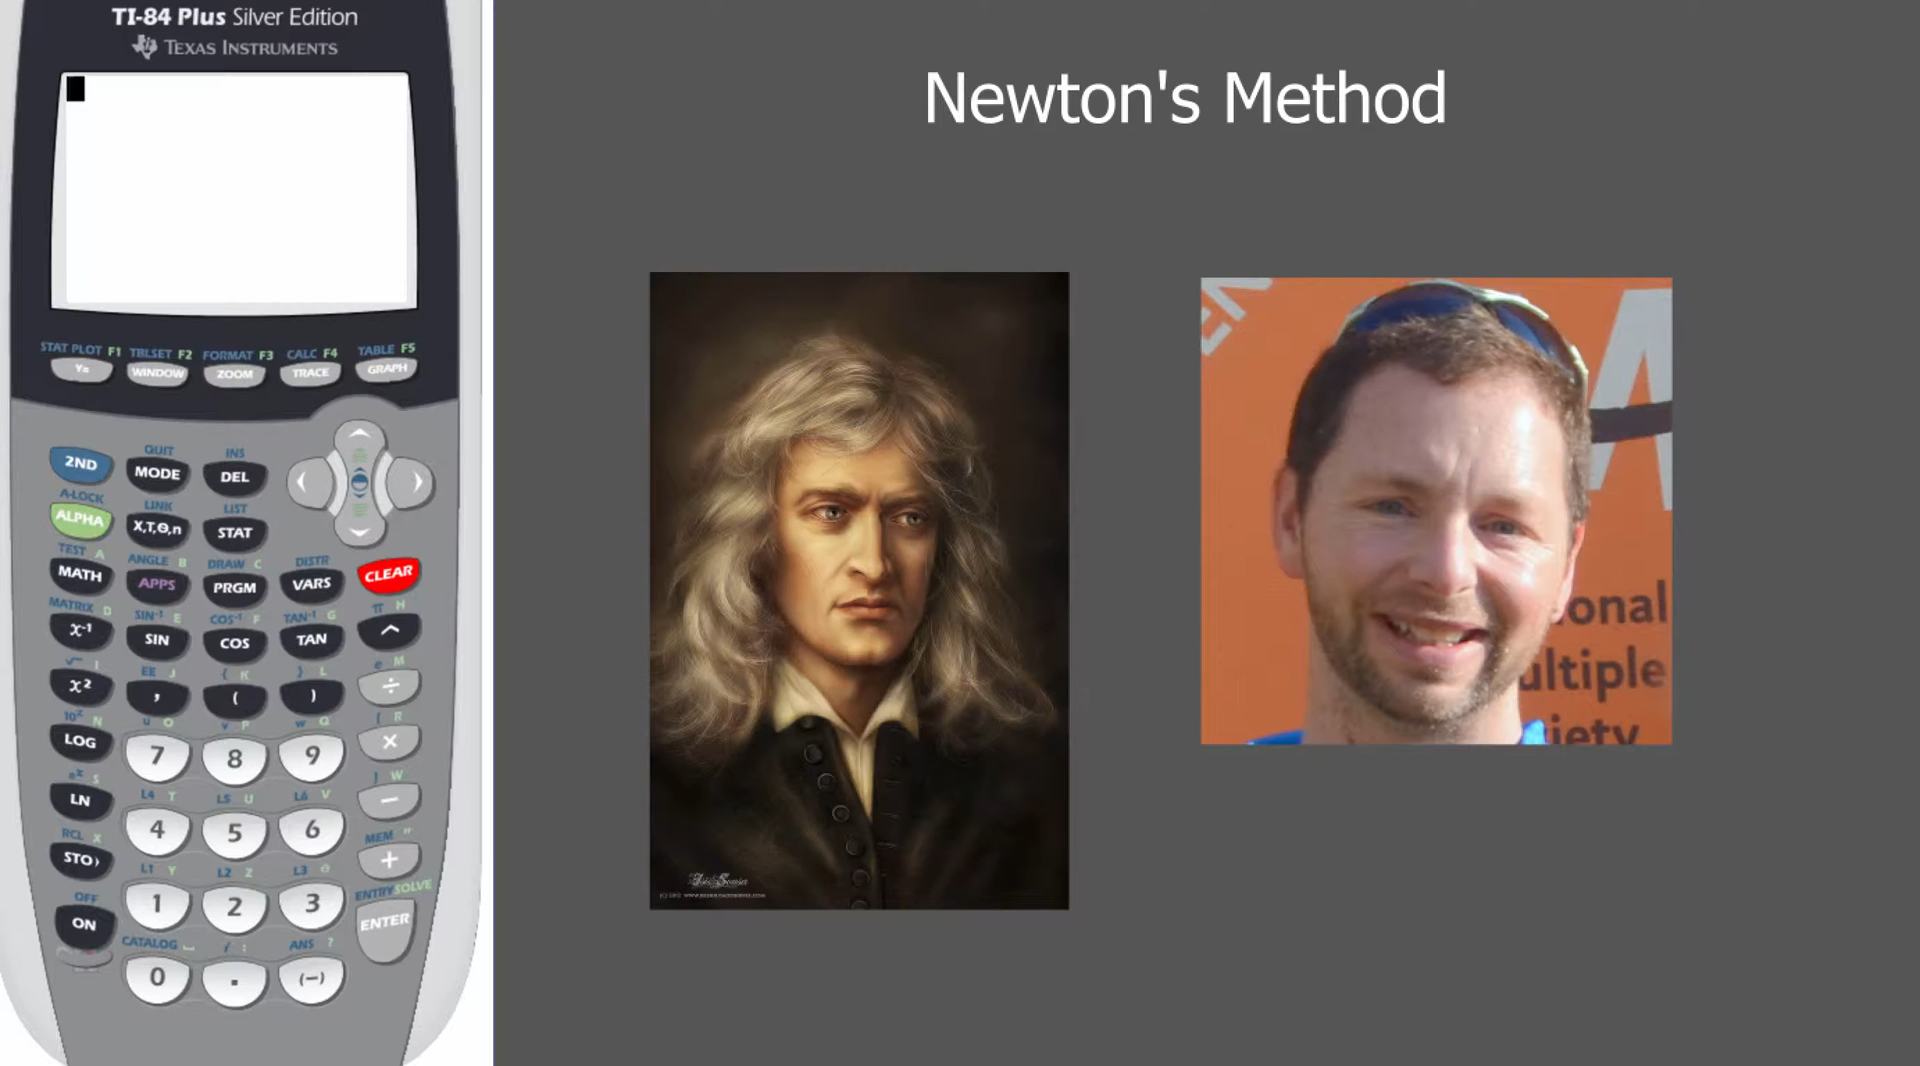 TI-84 Plus Silver Edition
TEXAS INSTRUMENTS
Newton's Method
STAT PLOT F1 TBLSET F2 FORMAT F3 CALC F4 TABLE F5
Y= WINDOW ZOOM TRACE GRAPH
QUIT INS
2ND MODE DEL
A-LOCK LINK LIST
ALPHA X,T,Θ,n STAT
TEST A ANGLE B DRAW C DISTR
MATH APPS PRGM VARS CLEAR
MATRIX D SIN⁻¹ E COS⁻¹ F TAN⁻¹ G π H
x⁻¹ SIN COS TAN ^
√ I EE J { K } L e M
x² , ( ) ÷
10ˣ N u O v P w Q [ R
LOG 7 8 9 ×
eˣ S L4 T L5 U L6 V ] W
LN 4 5 6 −
RCL X L1 Y L2 Z L3 θ MEM "
STO› 1 2 3 +
OFF CATALOG i : ANS ? ENTRY SOLVE
ON 0 . (−) ENTER
EN
A
onal
ultiple
iety